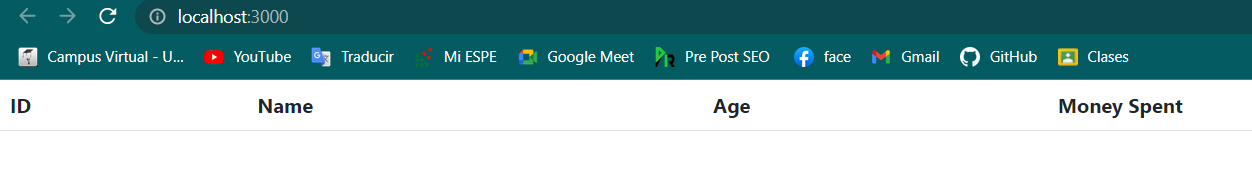 localhost:3000
Campus Virtual - U... YouTube Traducir Mi ESPE Google Meet Pre Post SEO face Gmail GitHub Clases
ID Name Age Money Spent